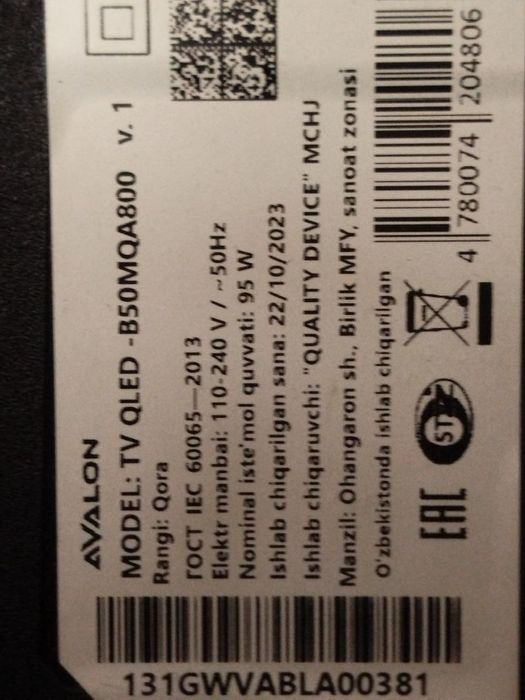 AVALON
MODEL: TV QLED -B50MQA800 v. 1
Rangi: Qora
ГОСТ IEC 60065—2013
Elektr manbai: 110-240 V / ~50Hz
Nominal iste'mol quvvati: 95 W
Ishlab chiqarilgan sana: 22/10/2023
Ishlab chiqaruvchi: "QUALITY DEVICE" MCHJ
Manzil: Ohangaron sh., Birlik MFY, sanoat zonasi
O'zbekistonda ishlab chiqarilgan
4 780074 204806
EAC
ST
131GWVABLA00381